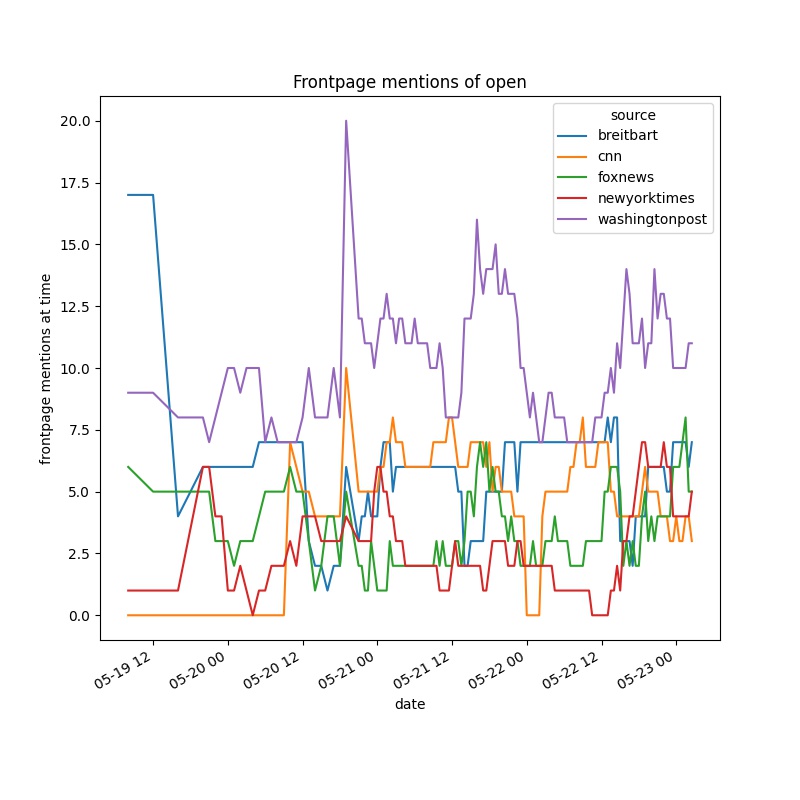 Frontpage mentions of open
source
breitbart
cnn
foxnews
newyorktimes
washingtonpost
frontpage mentions at time
20.0
17.5
15.0
12.5
10.0
7.5
5.0
2.5
0.0
05-19 12
05-20 00
05-20 12
05-21 00
05-21 12
05-22 00
05-22 12
05-23 00
date